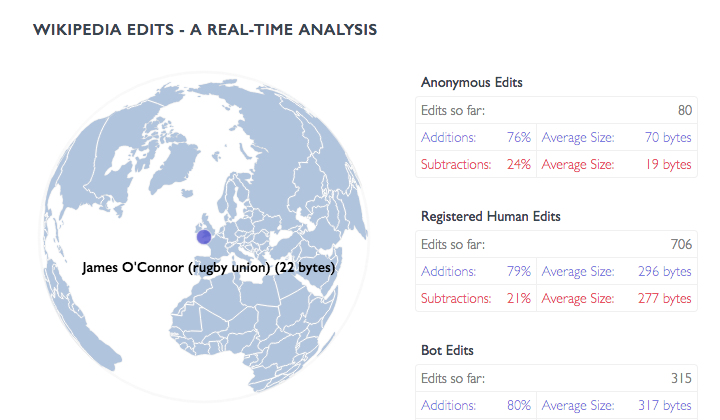 WIKIPEDIA EDITS - A REAL-TIME ANALYSIS
James O'Connor (rugby union) (22 bytes)
Anonymous Edits
Edits so far: 80
Additions: 76% Average Size: 70 bytes
Subtractions: 24% Average Size: 19 bytes
Registered Human Edits
Edits so far: 706
Additions: 79% Average Size: 296 bytes
Subtractions: 21% Average Size: 277 bytes
Bot Edits
Edits so far: 315
Additions: 80% Average Size: 317 bytes